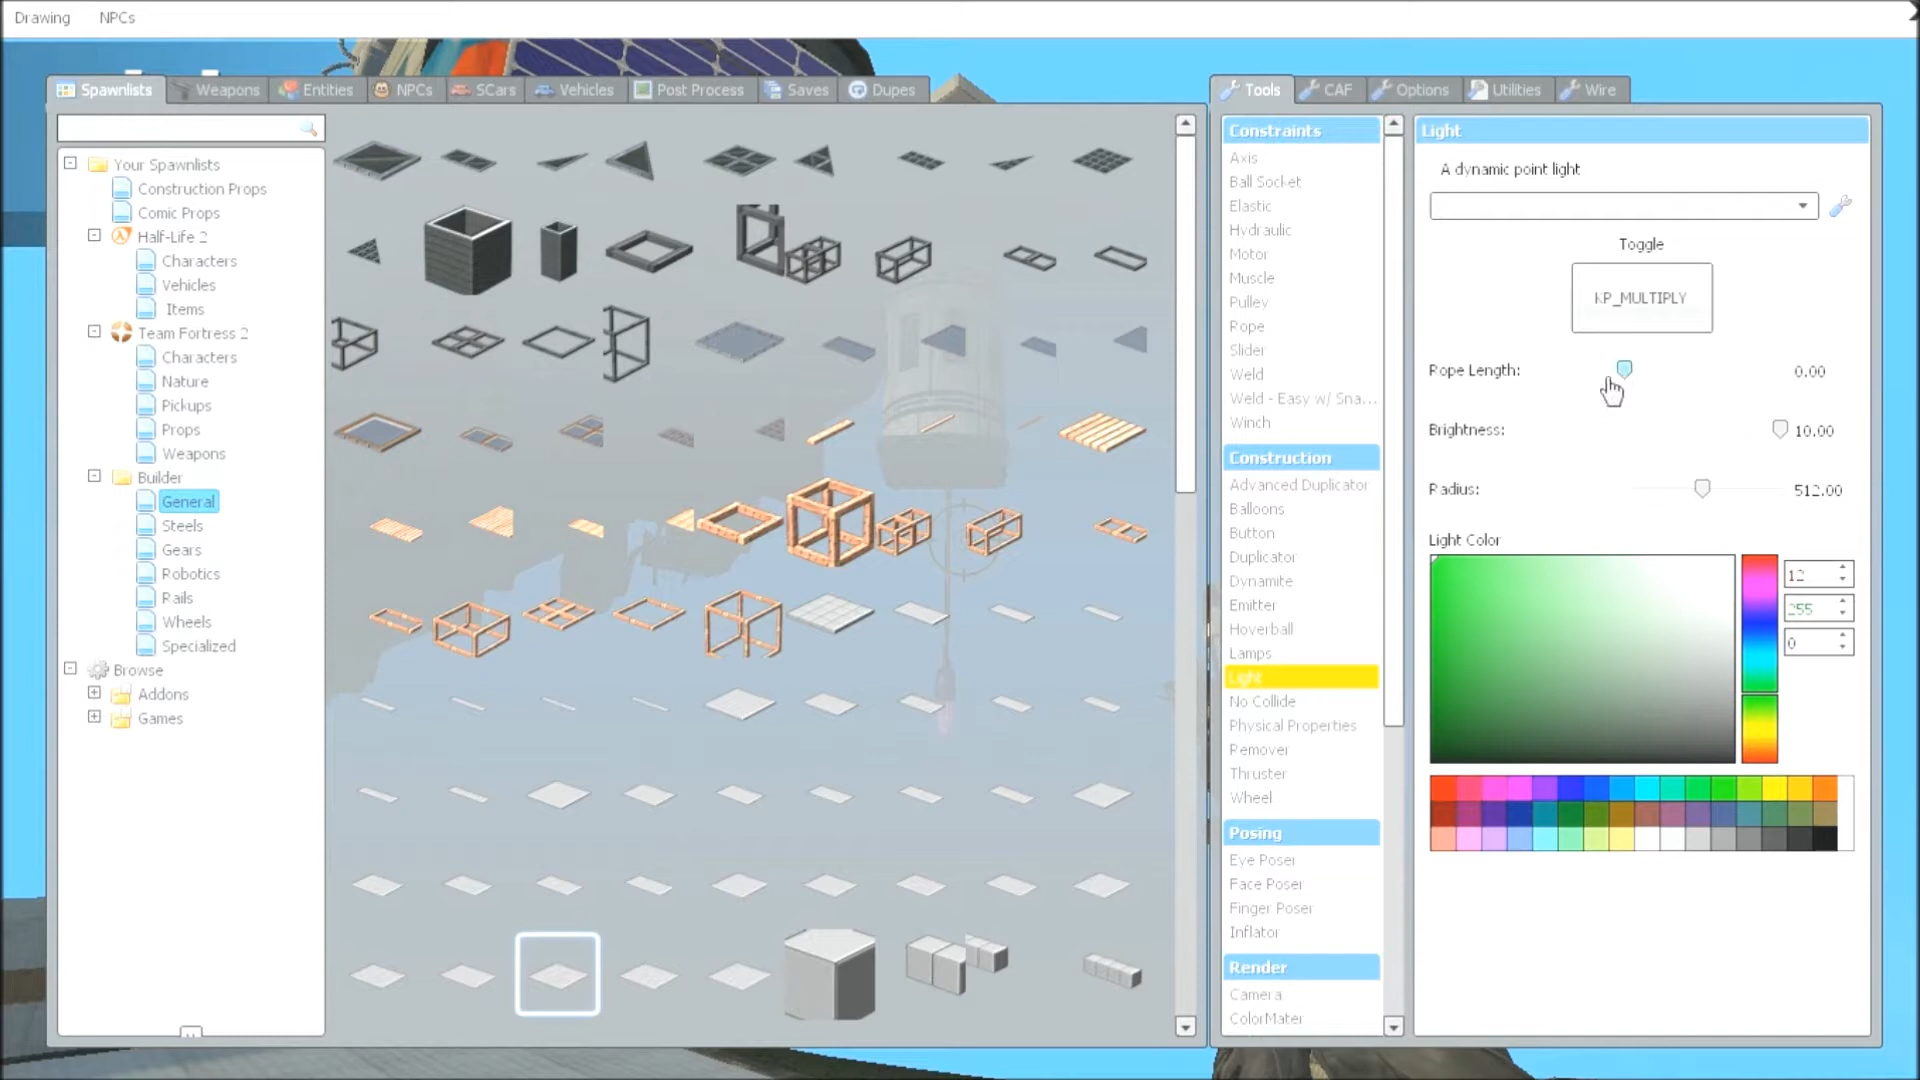 Drawing NPCs
Spawnlists Weapons Entities NPCs SCars Vehicles Post Process Saves Dupes
Your Spawnlists
Construction Props
Comic Props
Half-Life 2
Characters
Vehicles
Items
Team Fortress 2
Characters
Nature
Pickups
Props
Weapons
Builder
General
Steels
Gears
Robotics
Rails
Wheels
Specialized
Browse
Addons
Games
Tools CAF Options Utilities Wire
Constraints
Axis
Ball Socket
Elastic
Hydraulic
Motor
Muscle
Pulley
Rope
Slider
Weld
Weld - Easy w/ Sna...
Winch
Construction
Advanced Duplicator
Balloons
Button
Duplicator
Dynamite
Emitter
Hoverball
Lamps
Light
No Collide
Physical Properties
Remover
Thruster
Wheel
Posing
Eye Poser
Face Poser
Finger Poser
Inflator
Render
Camera
ColorMater
Light
A dynamic point light
Toggle
KP_MULTIPLY
Rope Length: 0.00
Brightness: 10.00
Radius: 512.00
Light Color
12
255
0